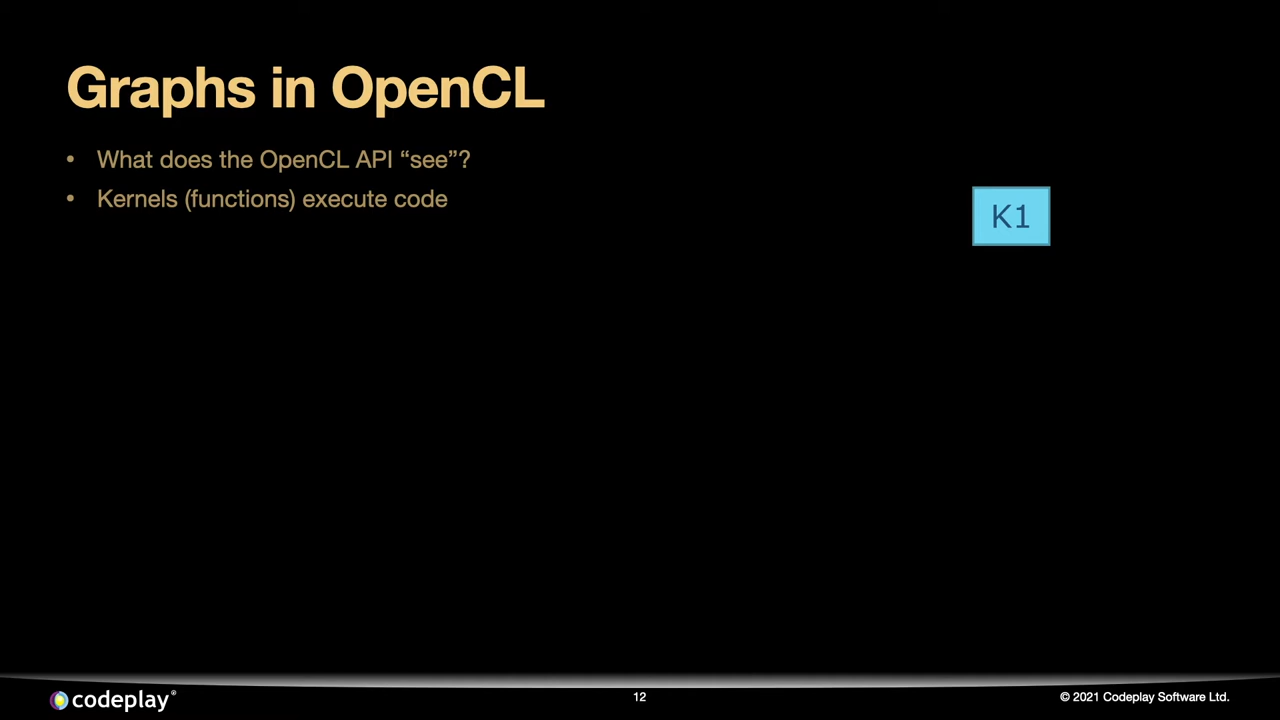 Graphs in OpenCL
• What does the OpenCL API “see”?
• Kernels (functions) execute code
K1
codeplay®
12
© 2021 Codeplay Software Ltd.